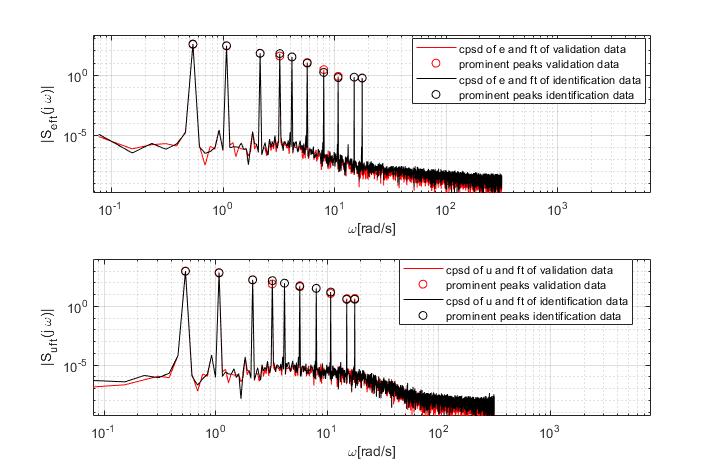 cpsd of e and ft of validation data
prominent peaks validation data
cpsd of e and ft of identification data
prominent peaks identification data
|S_eft(j ω)|
10^0
10^-5
10^-1 10^0 10^1 10^2 10^3
ω[rad/s]
cpsd of u and ft of validation data
prominent peaks validation data
cpsd of u and ft of identification data
prominent peaks identification data
|S_uft(j ω)|
10^0
10^-5
10^-1 10^0 10^1 10^2 10^3
ω[rad/s]